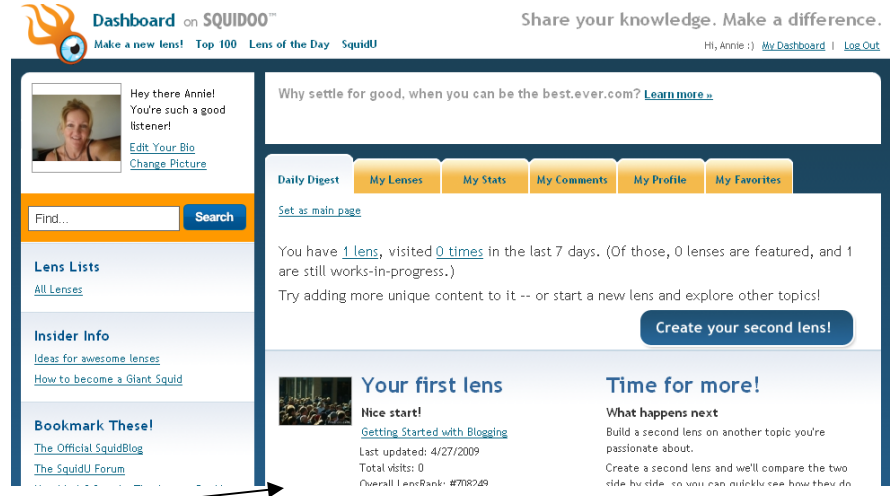 Dashboard on SQUIDOO™
Share your knowledge. Make a difference.
Make a new lens! Top 100 Lens of the Day SquidU
Hi, Annie :) My Dashboard | Log Out
Hey there Annie!
You're such a good
listener!
Edit Your Bio
Change Picture
Find...
Search
Lens Lists
All Lenses
Insider Info
Ideas for awesome lenses
How to become a Giant Squid
Bookmark These!
The Official SquidBlog
The SquidU Forum
Why settle for good, when you can be the best.ever.com? Learn more »
Daily Digest My Lenses My Stats My Comments My Profile My Favorites
Set as main page
You have 1 lens, visited 0 times in the last 7 days. (Of those, 0 lenses are featured, and 1
are still works-in-progress.)
Try adding more unique content to it -- or start a new lens and explore other topics!
Create your second lens!
Your first lens
Nice start!
Getting Started with Blogging
Last updated: 4/27/2009
Total visits: 0
Overall LensRank: #708249
Time for more!
What happens next
Build a second lens on another topic you're
passionate about.
Create a second lens and we'll compare the two
side by side, so you can quickly see how they do